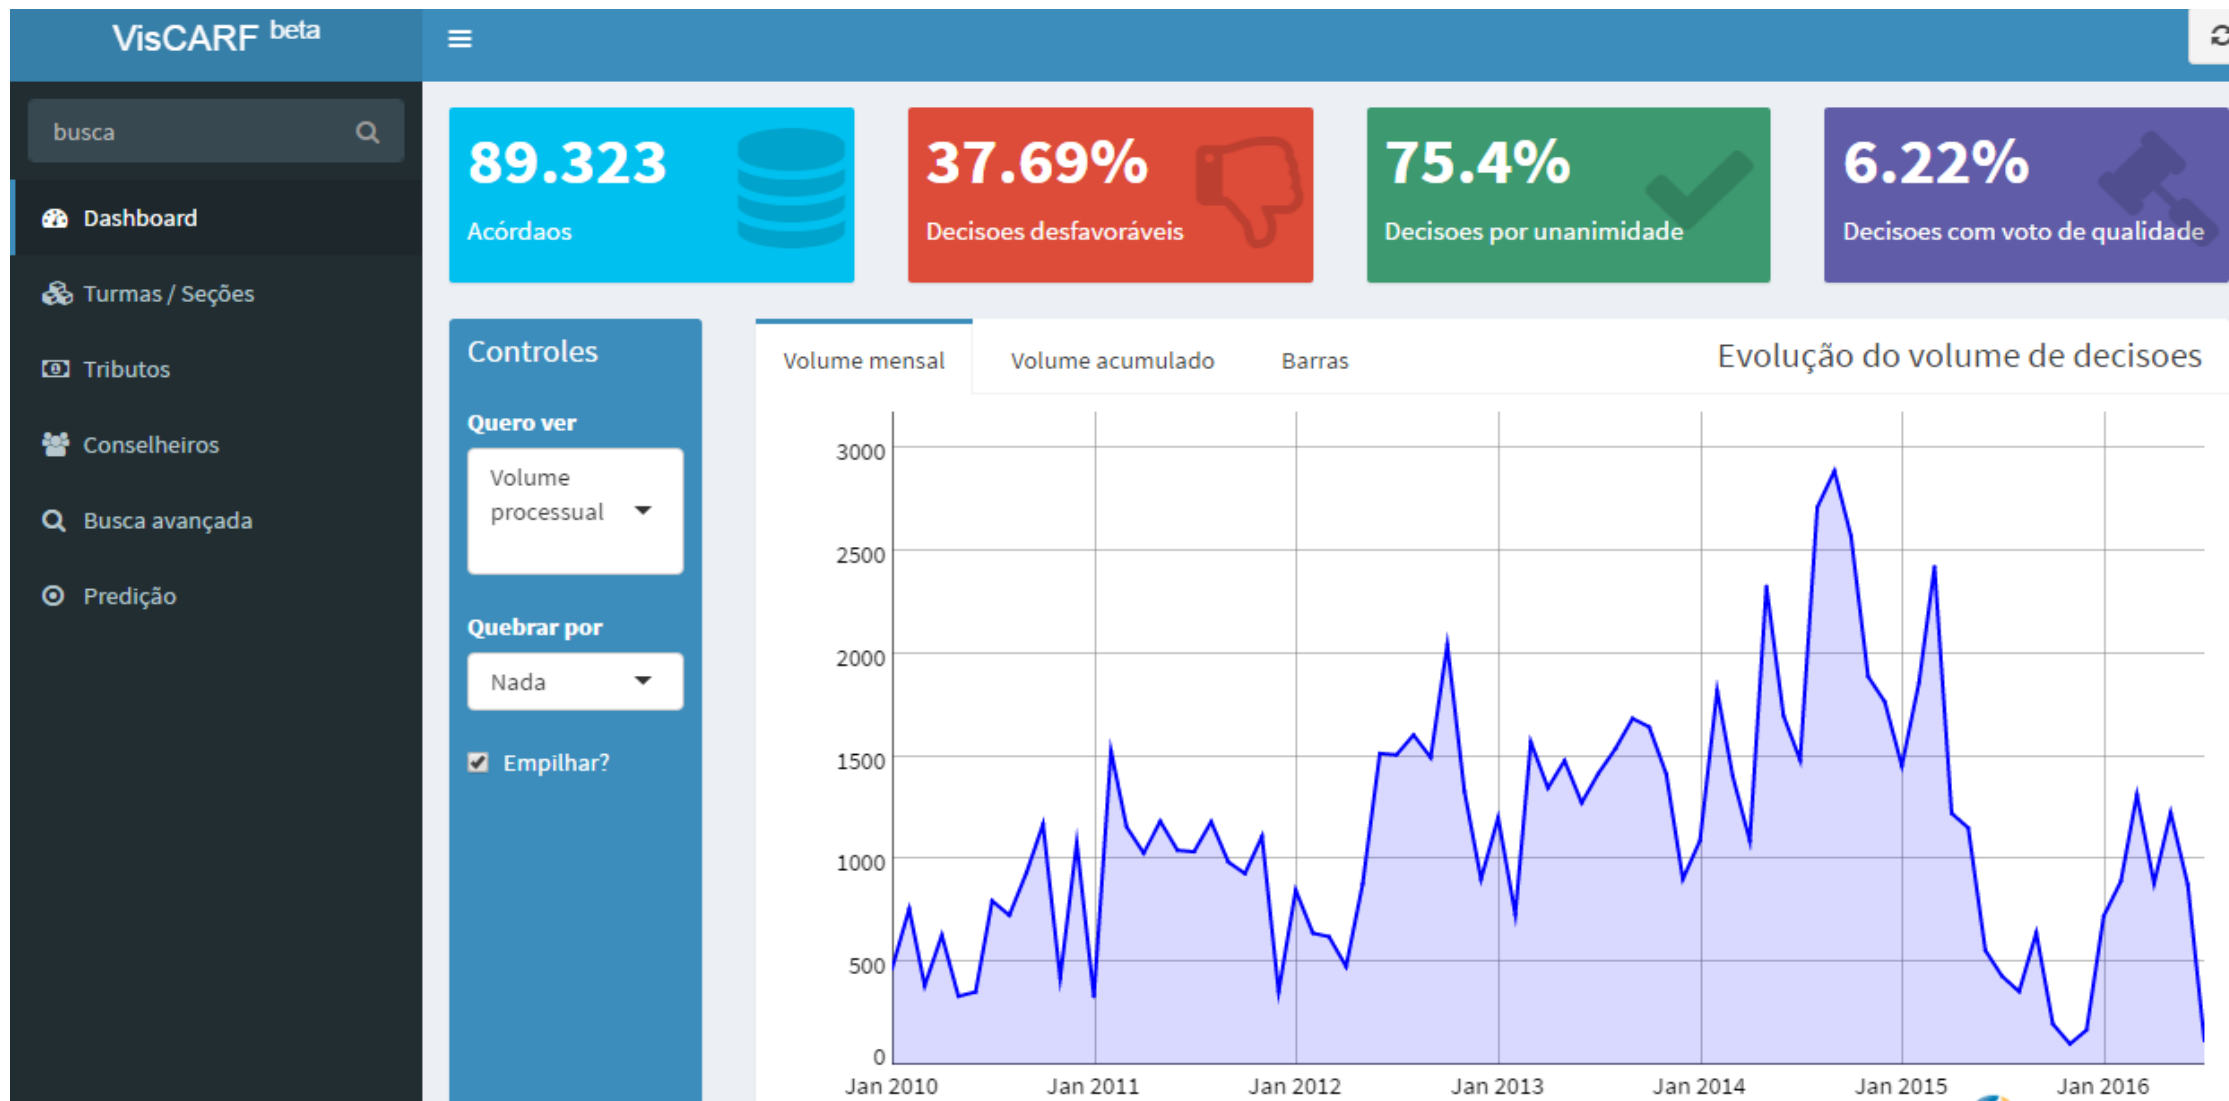 VisCARF beta
busca
Dashboard
Turmas / Seções
Tributos
Conselheiros
Busca avançada
Predição
89.323
Acórdaos
37.69%
Decisoes desfavoráveis
75.4%
Decisoes por unanimidade
6.22%
Decisoes com voto de qualidade
Controles
Quero ver
Volume
processual
Quebrar por
Nada
Empilhar?
Volume mensal
Volume acumulado
Barras
Evolução do volume de decisoes
3000
2500
2000
1500
1000
500
0
Jan 2010
Jan 2011
Jan 2012
Jan 2013
Jan 2014
Jan 2015
Jan 2016